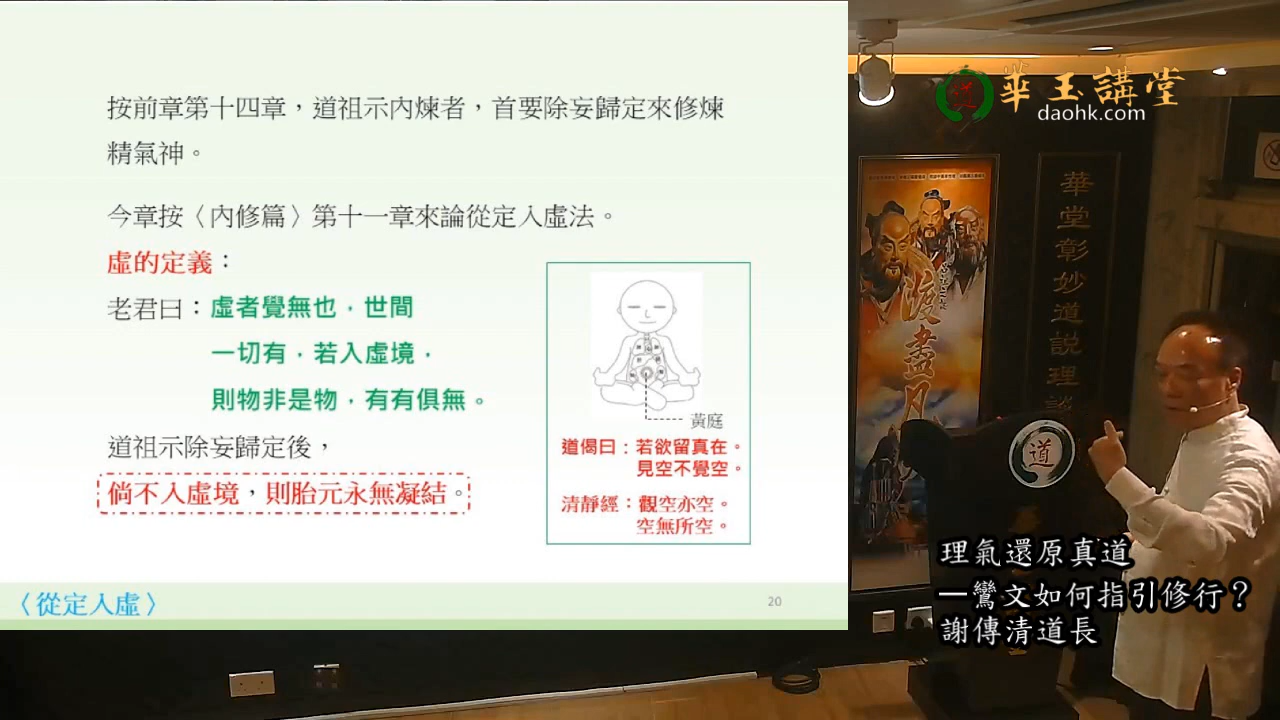 按前章第十四章，道祖示內煉者，首要除妄歸定來修煉
精氣神。
今章按〈內修篇〉第十一章來論從定入虛法。
虛的定義：
老君曰：虛者覺無也，世間
一切有，若入虛境，
則物非是物，有有俱無。
道祖示除妄歸定後，
倘不入虛境，則胎元永無凝結。
黃庭
道偈曰：若欲留真在。
見空不覺空。
清靜經：觀空亦空。
空無所空。
〈從定入虛〉
20
道
華玉講堂
daohk.com
渡盡凡
華堂彰妙道說理談
道
理氣還原真道
—鸞文如何指引修行？
謝傳清道長